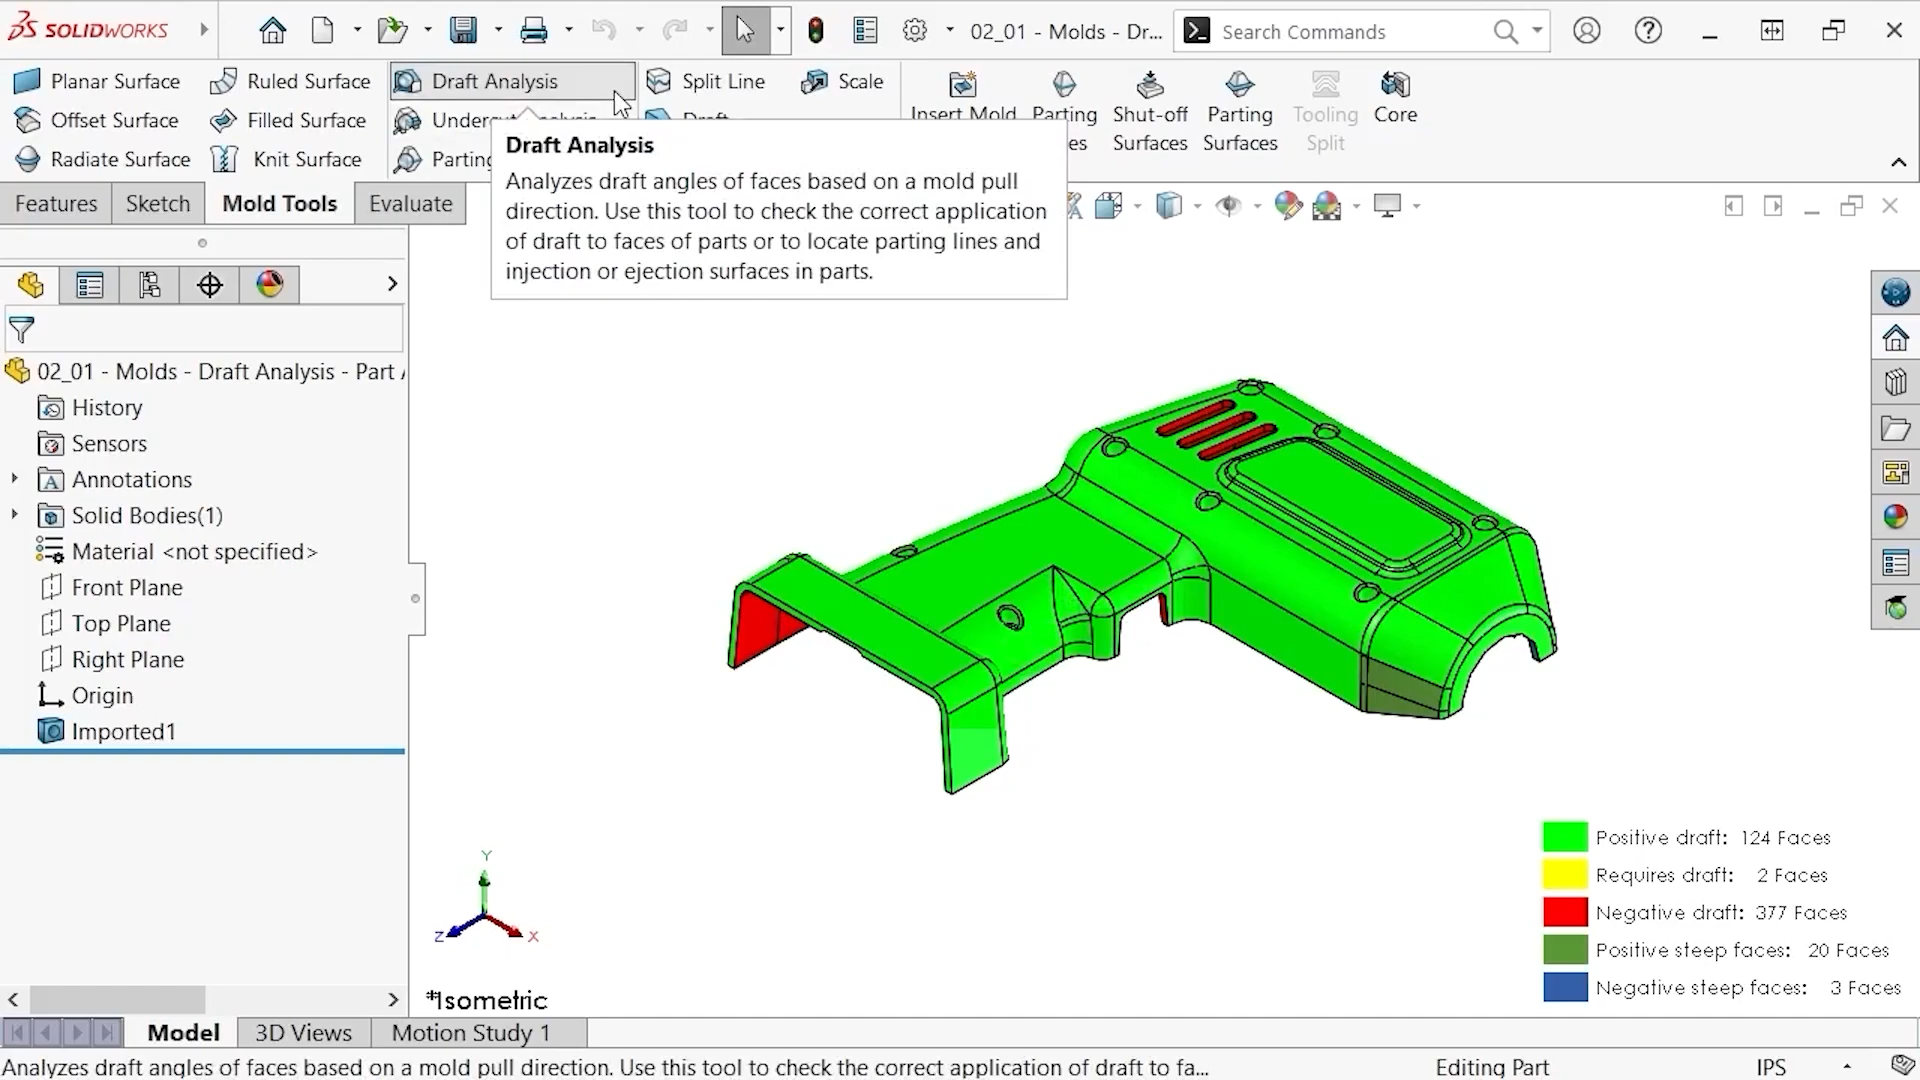 SOLIDWORKS
02_01 - Molds - Dr...
Search Commands
Planar Surface
Ruled Surface
Draft Analysis
Split Line
Scale
Offset Surface
Filled Surface
Draft
Radiate Surface
Knit Surface
Parting
Insert Mold
Parting
Shut-off
Surfaces
Parting
Surfaces
Tooling
Split
Core
Draft Analysis
Analyzes draft angles of faces based on a mold pull
direction. Use this tool to check the correct application
of draft to faces of parts or to locate parting lines and
injection or ejection surfaces in parts.
Features
Sketch
Mold Tools
Evaluate
02_01 - Molds - Draft Analysis - Part
History
Sensors
Annotations
Solid Bodies(1)
Material <not specified>
Front Plane
Top Plane
Right Plane
Origin
Imported1
Positive draft: 124 Faces
Requires draft: 2 Faces
Negative draft: 377 Faces
Positive steep faces: 20 Faces
Negative steep faces: 3 Faces
Y
Z
X
*Isometric
Model
3D Views
Motion Study 1
Analyzes draft angles of faces based on a mold pull direction. Use this tool to check the correct application of draft to fa...
Editing Part
IPS